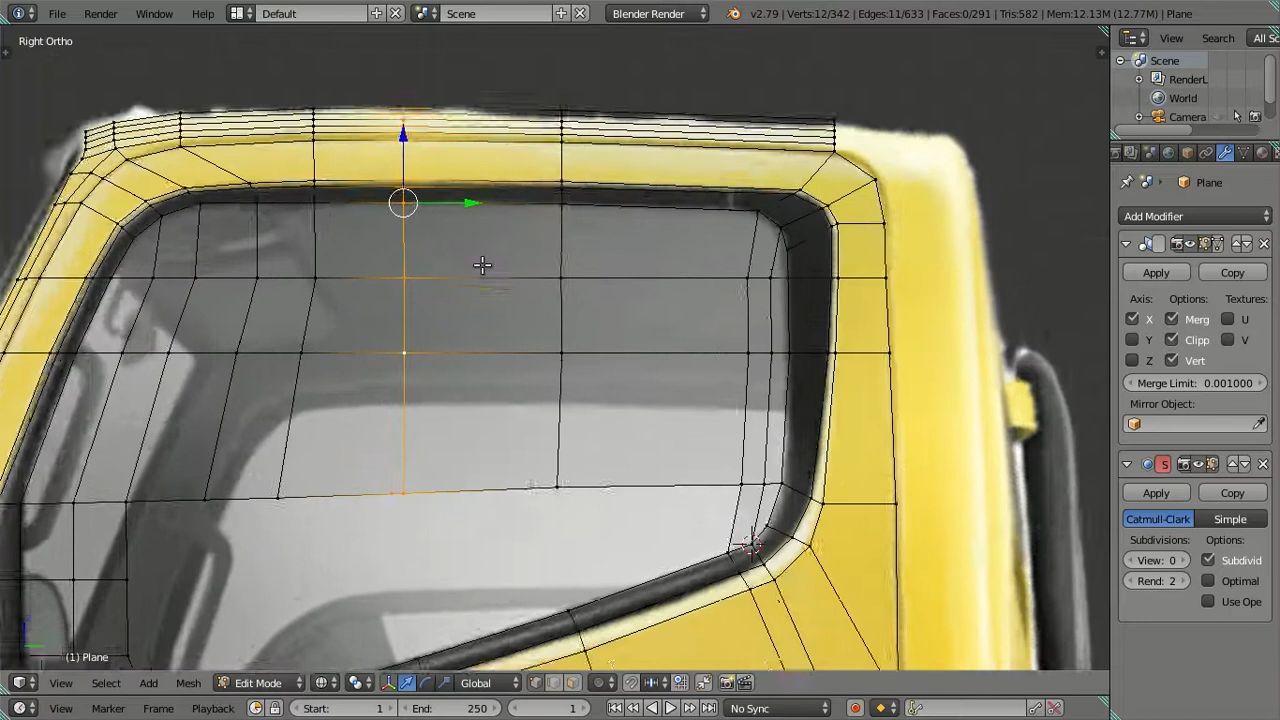 File Render Window Help Default Scene Blender Render v2.79 | Verts:12/342 | Edges:11/633 | Faces:0/291 | Tris:582 | Mem:12.13M (12.77M) | Plane
View Search All Sc
Right Ortho
Scene
RenderL
World
Camera
Plane
Add Modifier
Apply Copy
Axis: Options: Textures:
X Merg U
Y Clipp V
Z Vert
Merge Limit: 0.001000
Mirror Object:
S
Apply Copy
Catmull-Clark Simple
Subdivisions: Options:
View: 0 Subdivid
Rend: 2 Optimal
Use Ope
(1) Plane
View Select Add Mesh Edit Mode Global
View Marker Frame Playback Start: 1 End: 250 1 No Sync